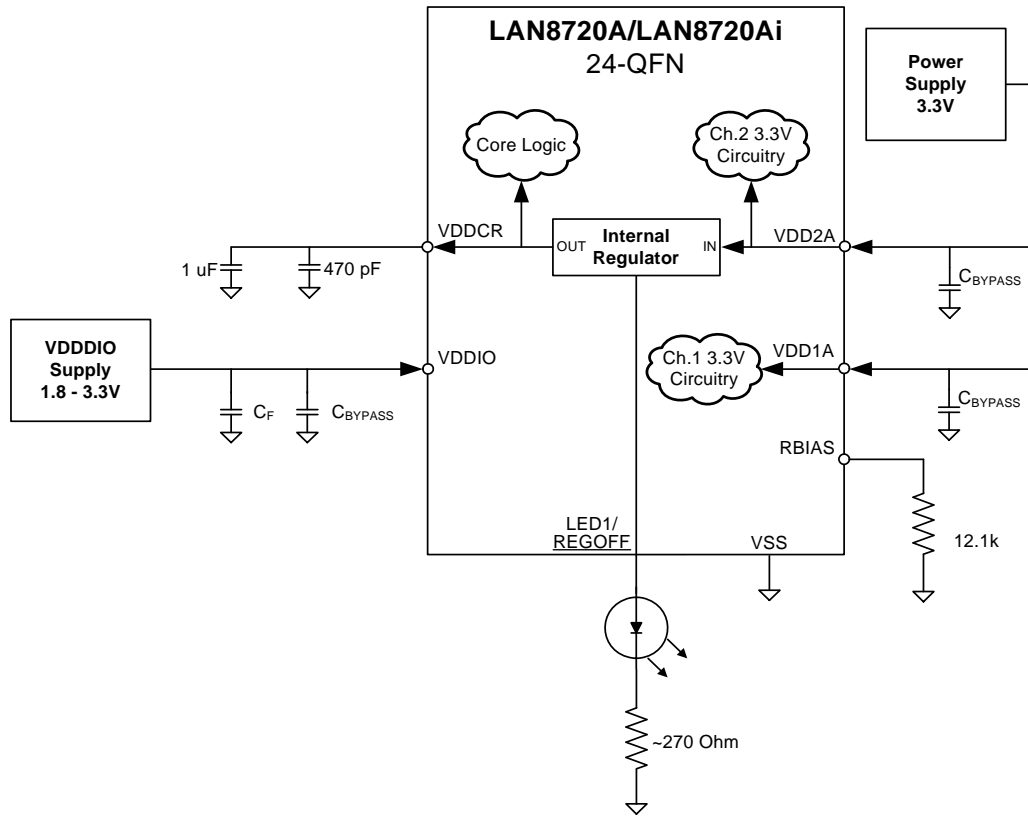 LAN8720A/LAN8720Ai
24-QFN
Power
Supply
3.3V
Core Logic
Ch.2 3.3V
Circuitry
VDDCR
OUT
Internal
Regulator
IN
VDD2A
1 uF
470 pF
CBYPASS
VDDDIO
Supply
1.8 - 3.3V
VDDIO
CF
CBYPASS
Ch.1 3.3V
Circuitry
VDD1A
CBYPASS
RBIAS
12.1k
LED1/
REGOFF
VSS
~270 Ohm